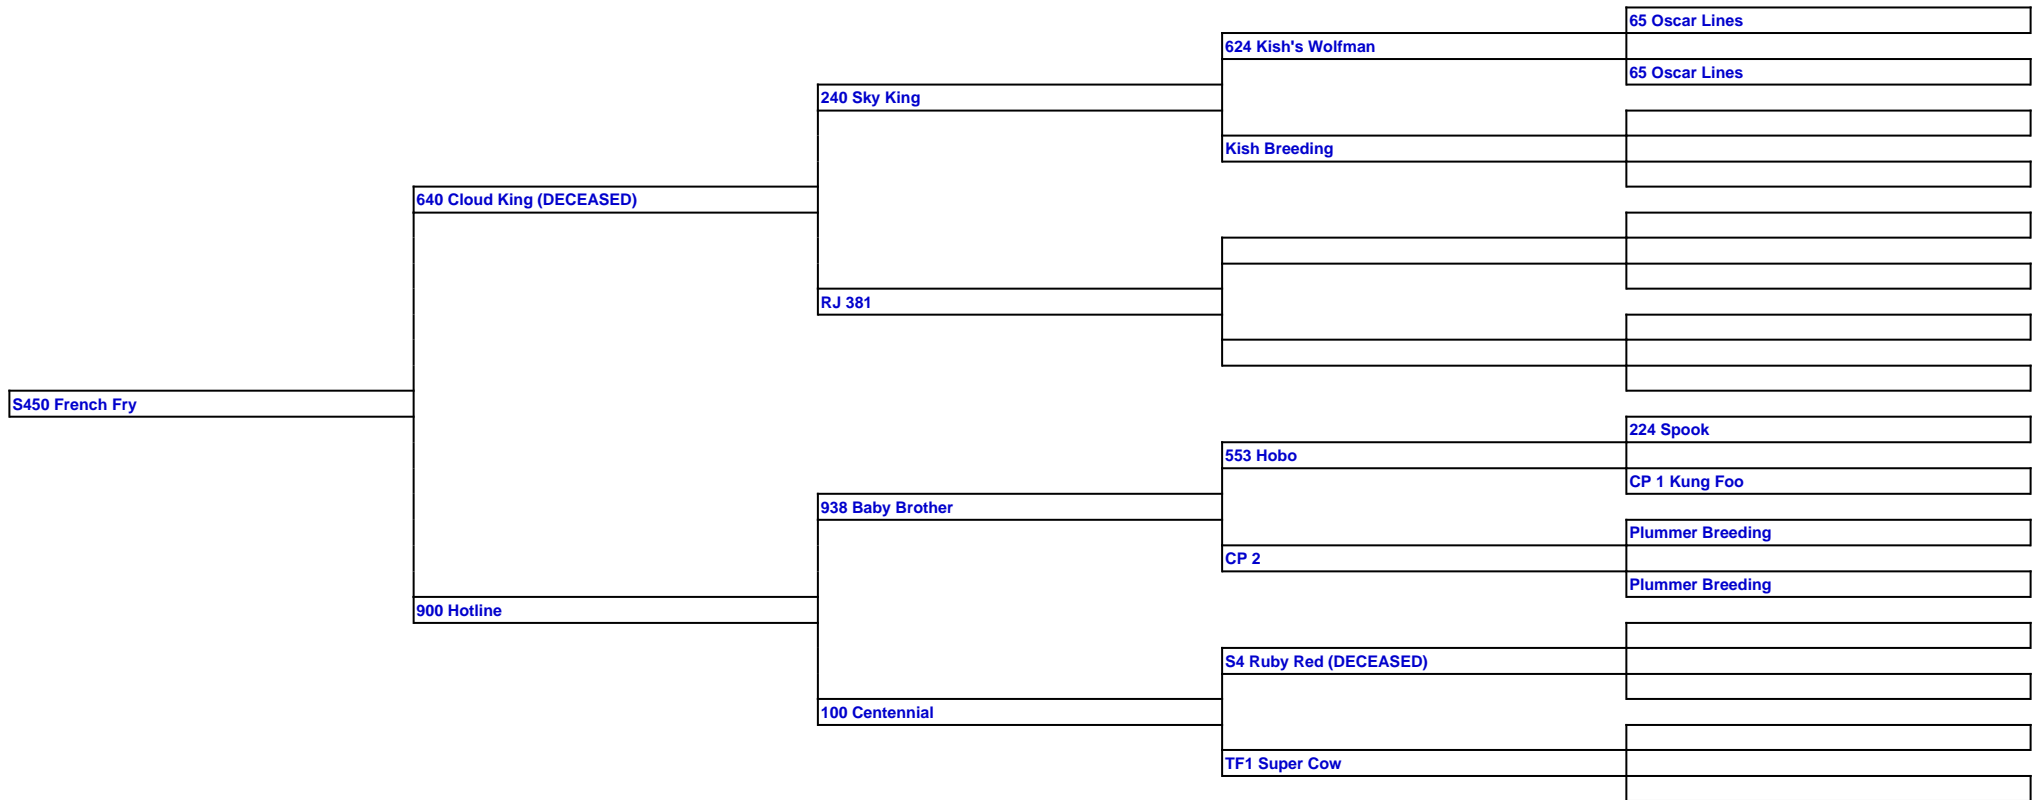 65 Oscar Lines
624 Kish's Wolfman
65 Oscar Lines
240 Sky King
Kish Breeding
640 Cloud King (DECEASED)
RJ 381
S450 French Fry
224 Spook
553 Hobo
CP 1 Kung Foo
938 Baby Brother
Plummer Breeding
CP 2
Plummer Breeding
900 Hotline
S4 Ruby Red (DECEASED)
100 Centennial
TF1 Super Cow